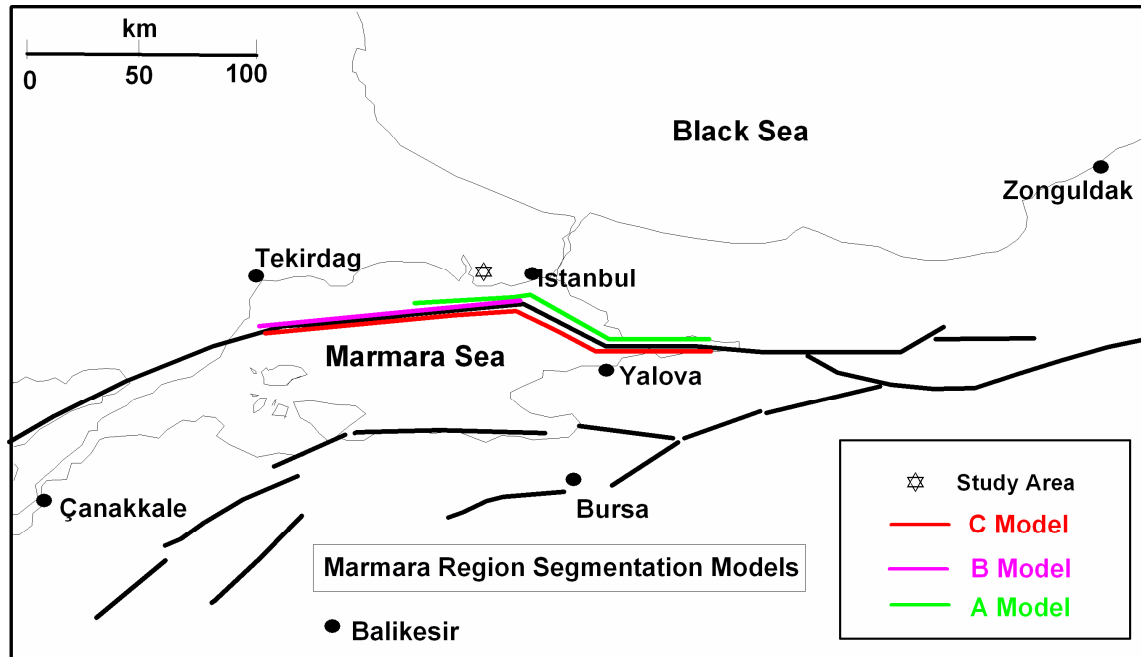 km
0 50 100
Black Sea
Zonguldak
Tekirdag
Istanbul
Marmara Sea
Yalova
Çanakkale
Bursa
Marmara Region Segmentation Models
Balikesir
Study Area
C Model
B Model
A Model